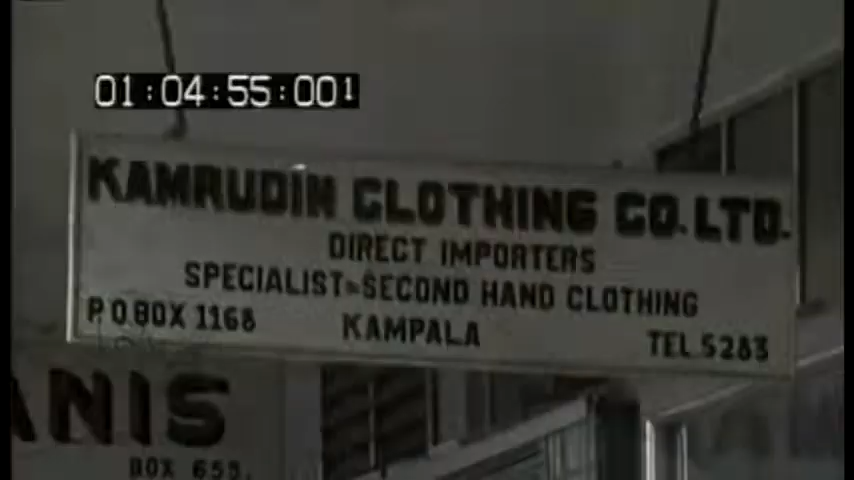 01:04:55:001
KAMRUDIN CLOTHING CO. LTD.
DIRECT IMPORTERS
SPECIALIST=SECOND HAND CLOTHING
P.O.BOX 1168 KAMPALA TEL.5283
ANIS
BOX 655.